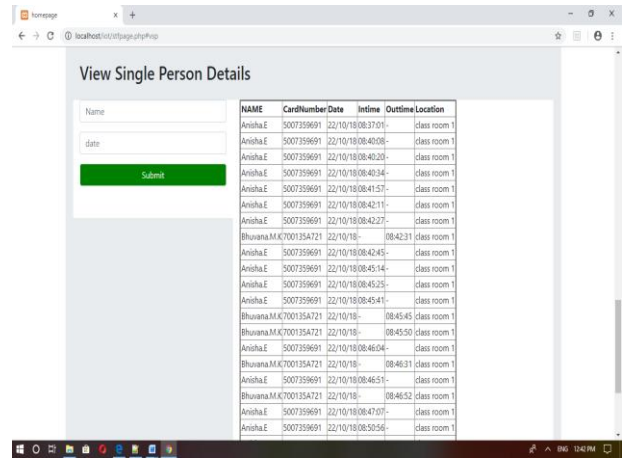 homepage
localhost/iot/stfpage.php#vsp
View Single Person Details
Name
date
Submit
NAME CardNumber Date Intime Outtime Location
Anisha.E 5007359691 22/10/18 08:37:01 - class room 1
Anisha.E 5007359691 22/10/18 08:40:08 - class room 1
Anisha.E 5007359691 22/10/18 08:40:20 - class room 1
Anisha.E 5007359691 22/10/18 08:40:34 - class room 1
Anisha.E 5007359691 22/10/18 08:41:57 - class room 1
Anisha.E 5007359691 22/10/18 08:42:11 - class room 1
Anisha.E 5007359691 22/10/18 08:42:27 - class room 1
Bhuvana.M.K 700135A721 22/10/18 - 08:42:31 class room 1
Anisha.E 5007359691 22/10/18 08:42:45 - class room 1
Anisha.E 5007359691 22/10/18 08:45:14 - class room 1
Anisha.E 5007359691 22/10/18 08:45:25 - class room 1
Anisha.E 5007359691 22/10/18 08:45:41 - class room 1
Bhuvana.M.K 700135A721 22/10/18 - 08:45:45 class room 1
Bhuvana.M.K 700135A721 22/10/18 - 08:45:50 class room 1
Anisha.E 5007359691 22/10/18 08:46:04 - class room 1
Bhuvana.M.K 700135A721 22/10/18 - 08:46:31 class room 1
Anisha.E 5007359691 22/10/18 08:46:51 - class room 1
Bhuvana.M.K 700135A721 22/10/18 - 08:46:52 class room 1
Anisha.E 5007359691 22/10/18 08:47:07 - class room 1
Anisha.E 5007359691 22/10/18 08:50:56 - class room 1
ENG 12:42 PM